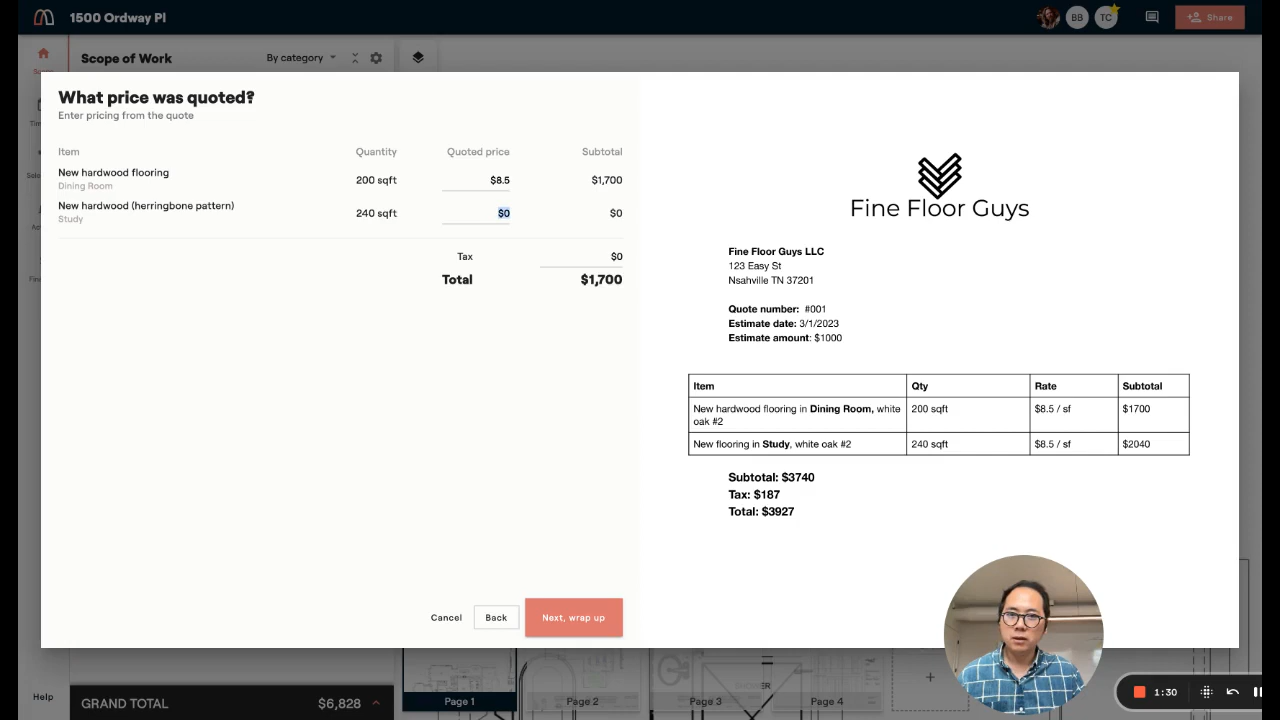 1500 Ordway Pl
BB
TC
Share
Scope of Work
By category
What price was quoted?
Enter pricing from the quote
Item Quantity Quoted price Subtotal
New hardwood flooring
Dining Room
200 sqft $8.5 $1,700
New hardwood (herringbone pattern)
Study
240 sqft $0 $0
Tax $0
Total $1,700
Cancel
Back
Next, wrap up
Fine Floor Guys
Fine Floor Guys LLC
123 Easy St
Nsahville TN 37201
Quote number: #001
Estimate date: 3/1/2023
Estimate amount: $1000
Item Qty Rate Subtotal
New hardwood flooring in Dining Room, white
oak #2
200 sqft $8.5 / sf $1700
New flooring in Study, white oak #2 240 sqft $8.5 / sf $2040
Subtotal: $3740
Tax: $187
Total: $3927
Help
GRAND TOTAL $6,828
Page 1
Page 2
Page 3
Page 4
1:30